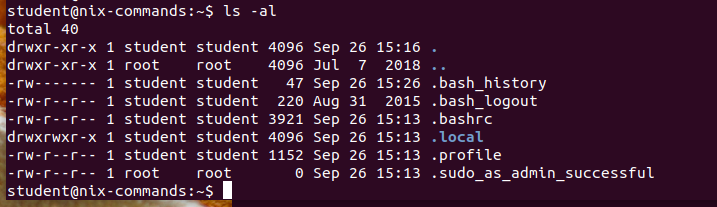 student@nix-commands:~$ ls -al
total 40
drwxr-xr-x 1 student student 4096 Sep 26 15:16 .
drwxr-xr-x 1 root    root    4096 Jul  7  2018 ..
-rw------- 1 student student   47 Sep 26 15:26 .bash_history
-rw-r--r-- 1 student student  220 Aug 31  2015 .bash_logout
-rw-r--r-- 1 student student 3921 Sep 26 15:13 .bashrc
drwxrwxr-x 1 student student 4096 Sep 26 15:13 .local
-rw-r--r-- 1 student student 1152 Sep 26 15:13 .profile
-rw-r--r-- 1 root    root       0 Sep 26 15:13 .sudo_as_admin_successful
student@nix-commands:~$